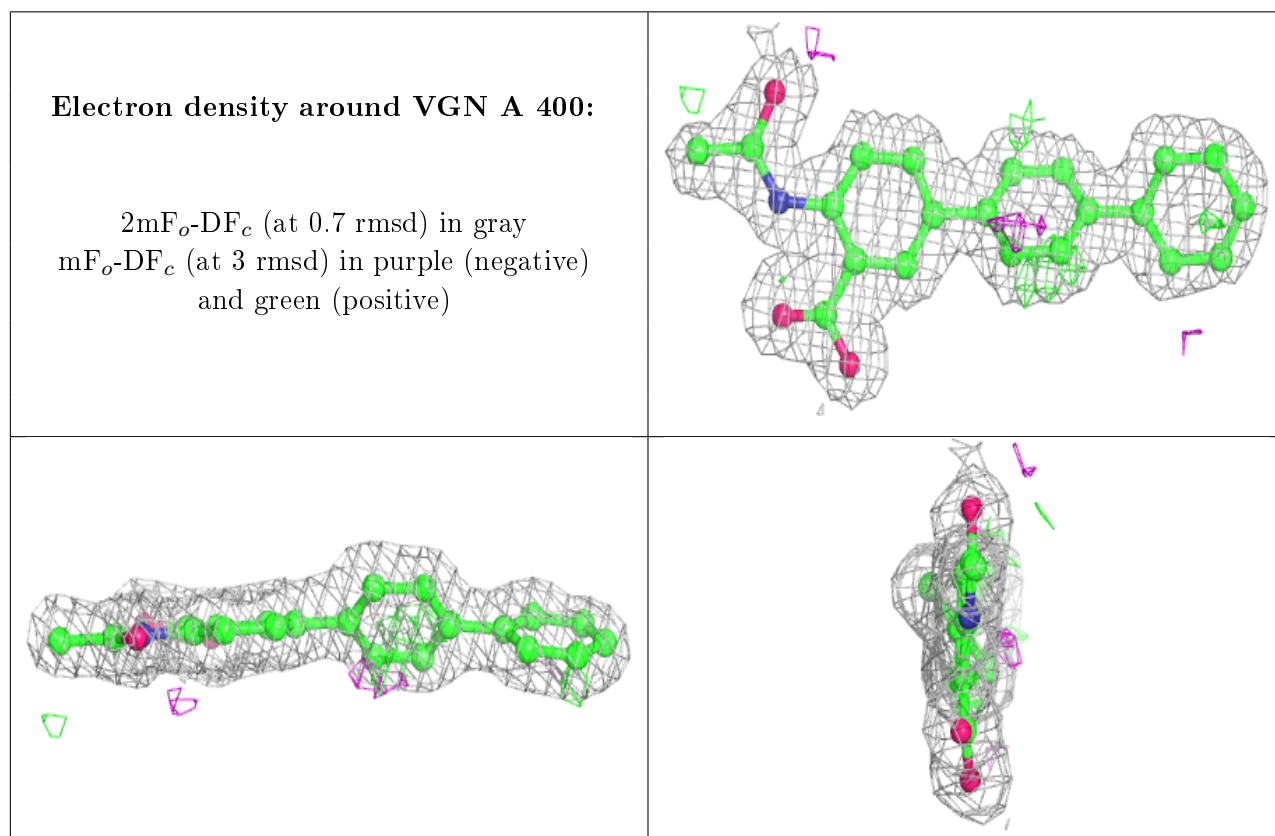 Electron density around VGN A 400:
2mFo-DFc (at 0.7 rmsd) in gray
mFo-DFc (at 3 rmsd) in purple (negative)
and green (positive)